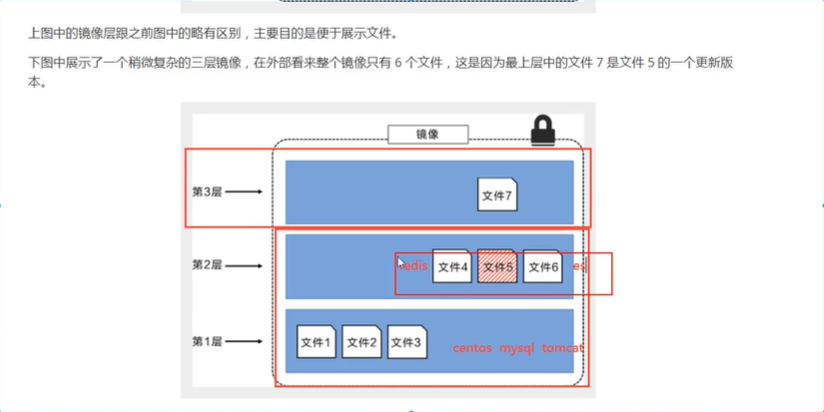 上图中的镜像层跟之前图中的略有区别，主要目的是便于展示文件。
下图中展示了一个稍微复杂的三层镜像，在外部看来整个镜像只有 6 个文件，这是因为最上层中的文件 7 是文件 5 的一个更新版
本。
镜像
第3层
文件7
第2层
redis 文件4 文件5 文件6 es
第1层
文件1 文件2 文件3
centos mysql tomcat